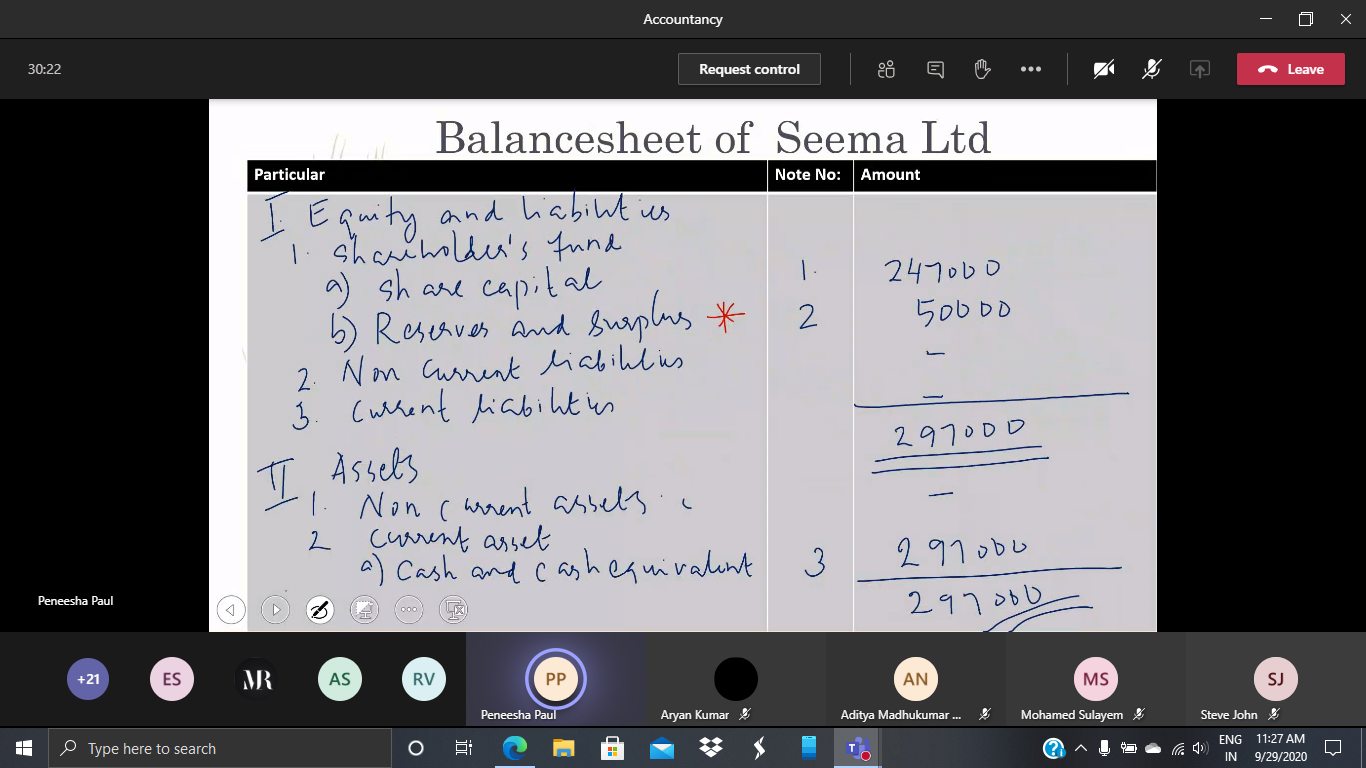 Accountancy
30:22
Request control
Leave
Balancesheet of Seema Ltd
Particular Note No: Amount
I. Equity and liabilities
1. Shareholder's fund
a) Share capital 1. 247000
b) Reserves and Surplus * 2 50000
2. Non current liabilities -
3. Current liabilities -
297000
II Assets
1. Non current assets -
2 Current asset
a) Cash and cash equivalent 3 297000
297000
Peneesha Paul
+21 ES MR AS RV PP AN MS SJ
Peneesha Paul Aryan Kumar Aditya Madhukumar ... Mohamed Sulayem Steve John
Type here to search
ENG 11:27 AM
IN 9/29/2020